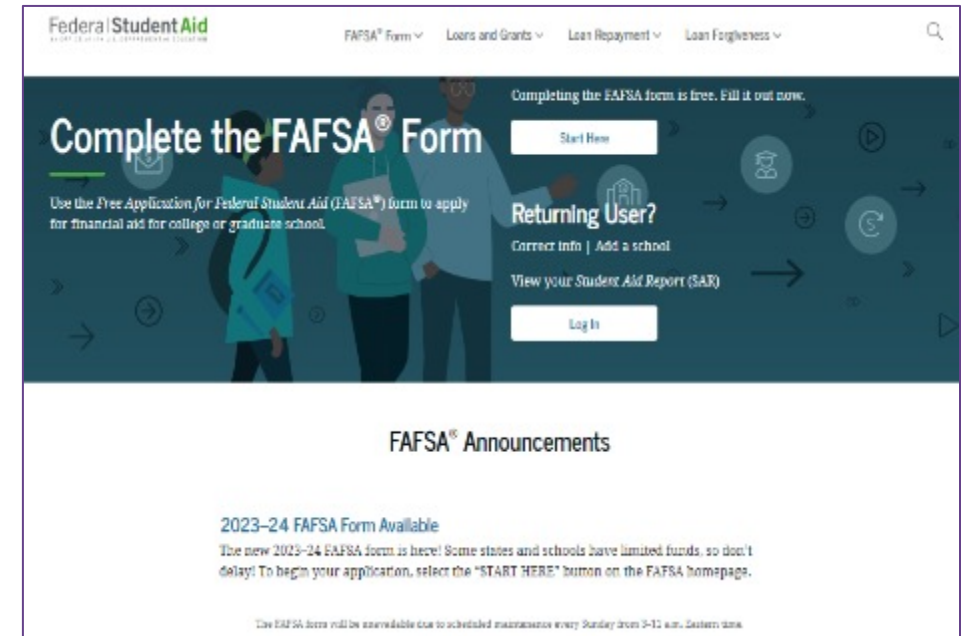 Federal Student Aid
FAFSA® Form
Loans and Grants
Loan Repayment
Loan Forgiveness
Complete the FAFSA® Form
Use the Free Application for Federal Student Aid (FAFSA®) form to apply
for financial aid for college or graduate school.
Completing the FAFSA form is free. Fill it out now.
Start Here
Returning User?
Correct info | Add a school
View your Student Aid Report (SAR)
Log In
FAFSA® Announcements
2023–24 FAFSA Form Available
The new 2023–24 FAFSA form is here! Some states and schools have limited funds, so don't
delay! To begin your application, select the “START HERE” button on the FAFSA homepage.
The FAFSA form will be unavailable due to scheduled maintenance every Sunday from a.m. Eastern time.